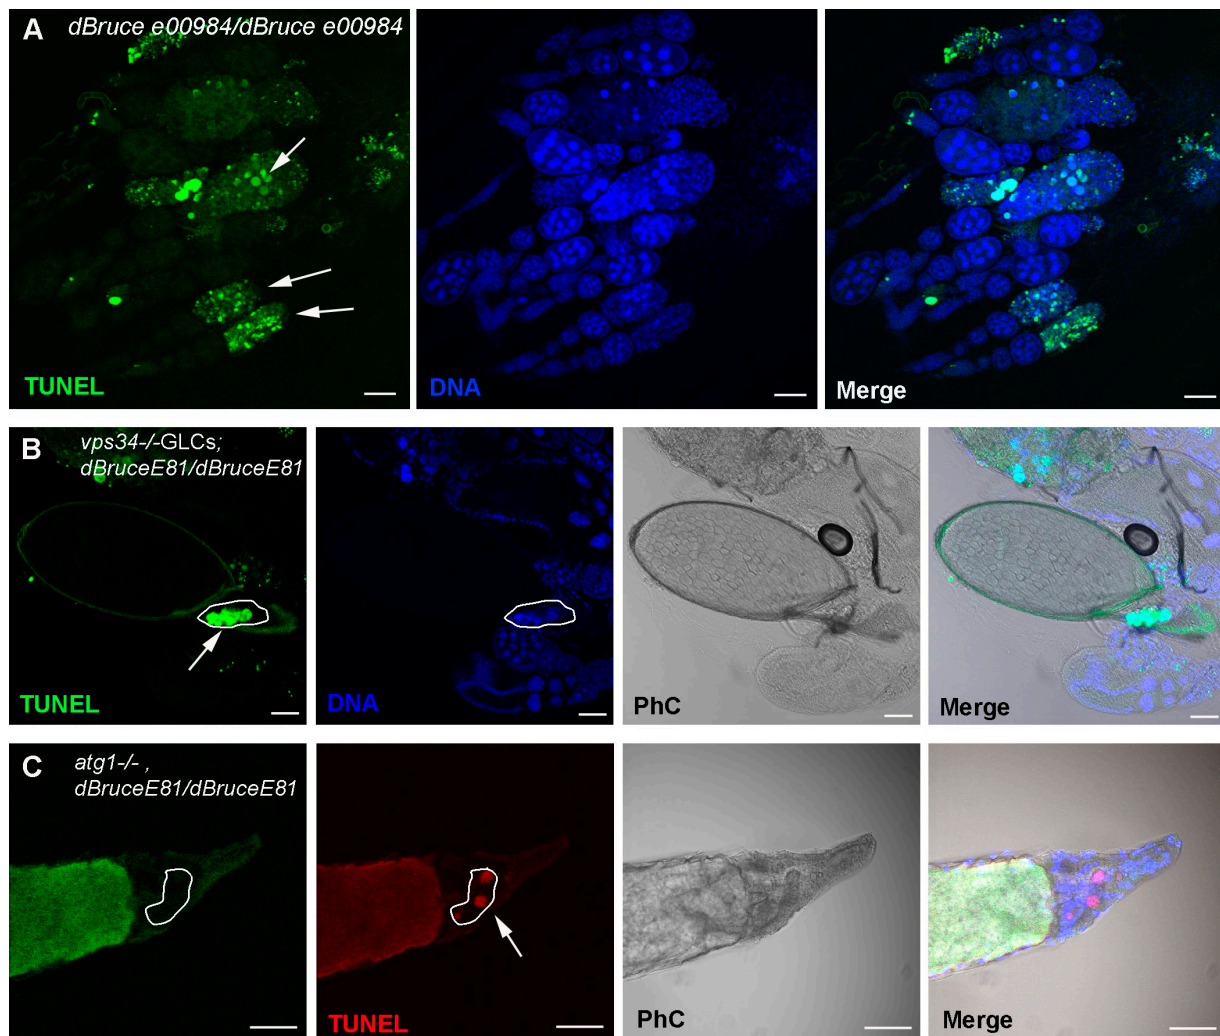 A dBruce e00984/dBruce e00984
TUNEL
DNA
Merge
B vps34-/-GLCs;
dBruceE81/dBruceE81
TUNEL
DNA
PhC
Merge
C atg1-/- ,
dBruceE81/dBruceE81
TUNEL
PhC
Merge